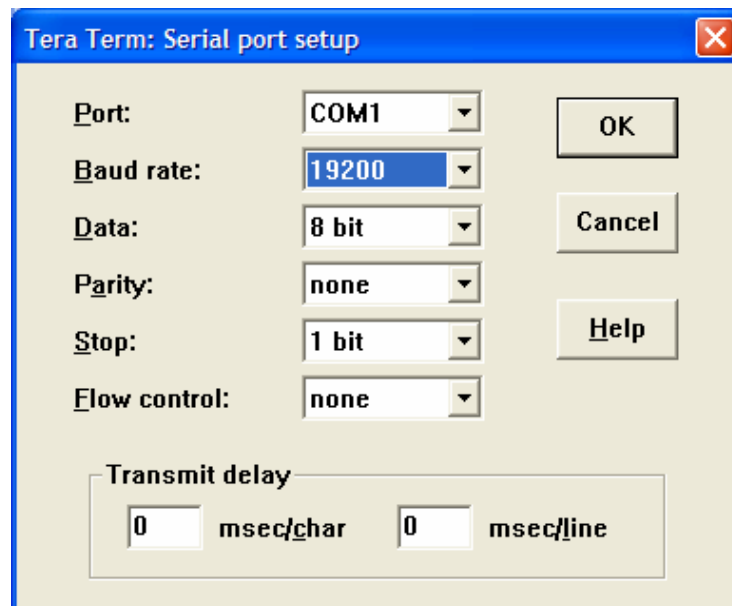 Tera Term: Serial port setup
Port: COM1
OK
Baud rate: 19200
Data: 8 bit
Cancel
Parity: none
Stop: 1 bit
Help
Flow control: none
Transmit delay
0 msec/char 0 msec/line